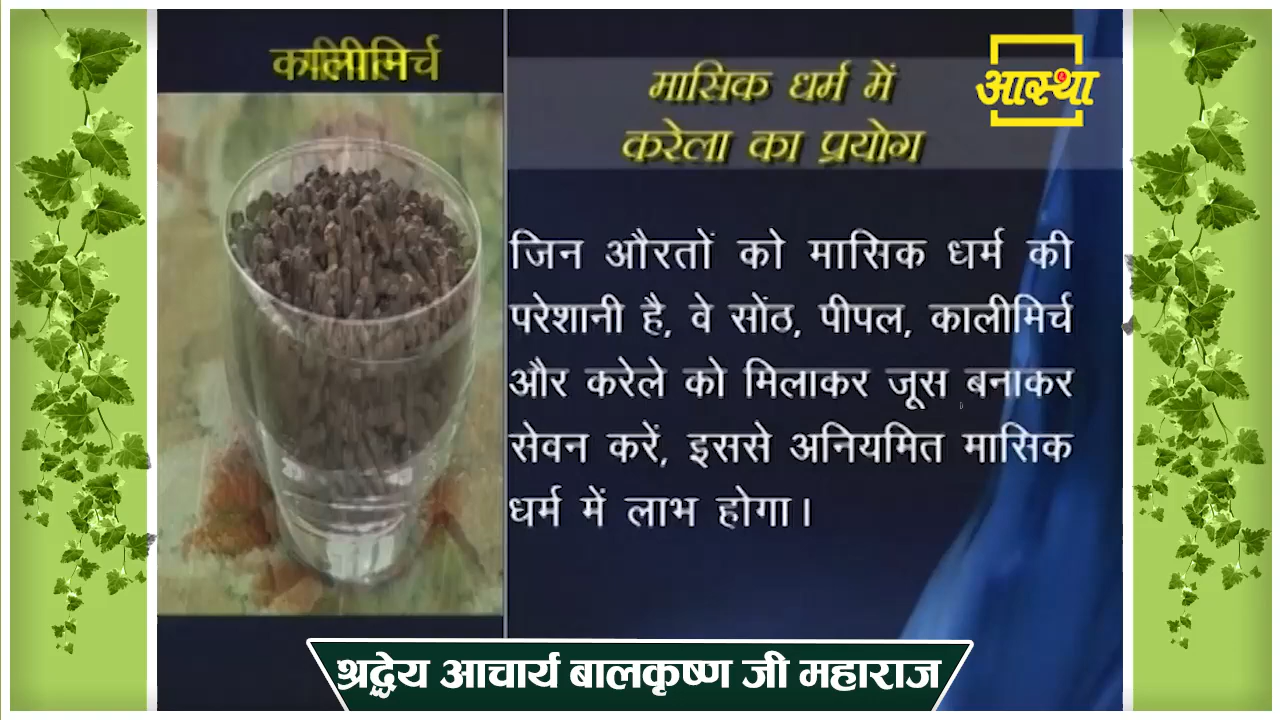 कालीमिर्च
मासिक धर्म में
करेला का प्रयोग
आस्था
जिन औरतों को मासिक धर्म की
परेशानी है, वे सोंठ, पीपल, कालीमिर्च
और करेले को मिलाकर जूस बनाकर
सेवन करें, इससे अनियमित मासिक
धर्म में लाभ होगा।
श्रद्धेय आचार्य बालकृष्ण जी महाराज